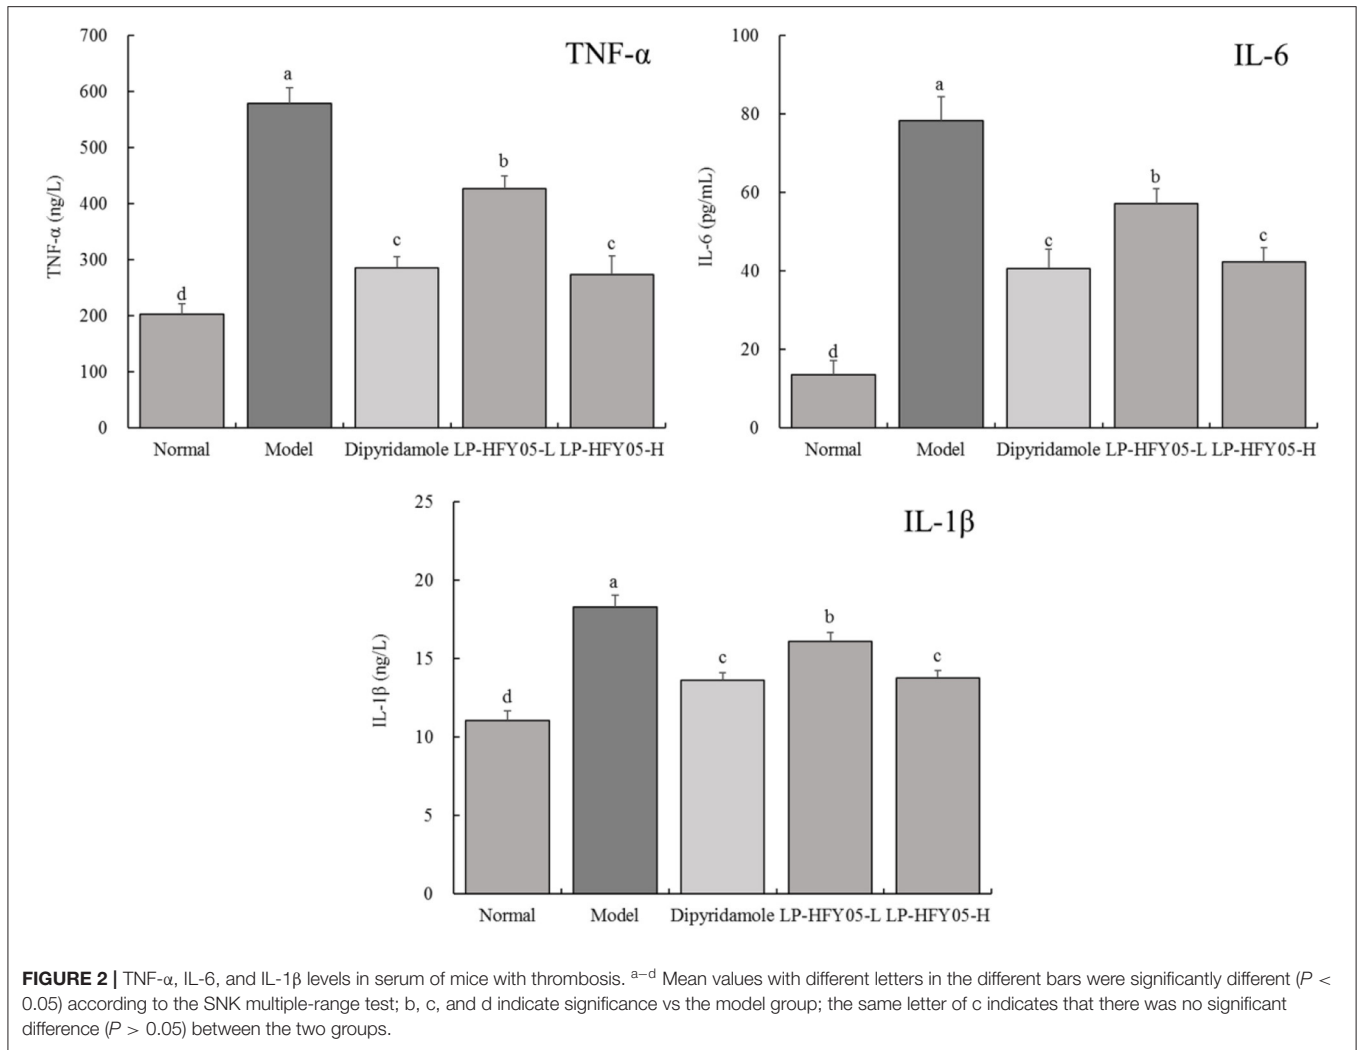 TNF-α
TNF-α (ng/L)
700
600
500
400
300
200
100
0
a
b
c
c
d
Normal Model Dipyridamole LP-HFY05-L LP-HFY05-H
IL-6
IL-6 (pg/mL)
100
80
60
40
20
0
a
b
c
c
d
Normal Model Dipyridamole LP-HFY05-L LP-HFY05-H
IL-1β
IL-1β (ng/L)
25
20
15
10
5
0
a
b
c
c
d
Normal Model Dipyridamole LP-HFY05-L LP-HFY05-H
FIGURE 2 | TNF-α, IL-6, and IL-1β levels in serum of mice with thrombosis. a–d Mean values with different letters in the different bars were significantly different (P <
0.05) according to the SNK multiple-range test; b, c, and d indicate significance vs the model group; the same letter of c indicates that there was no significant
difference (P > 0.05) between the two groups.